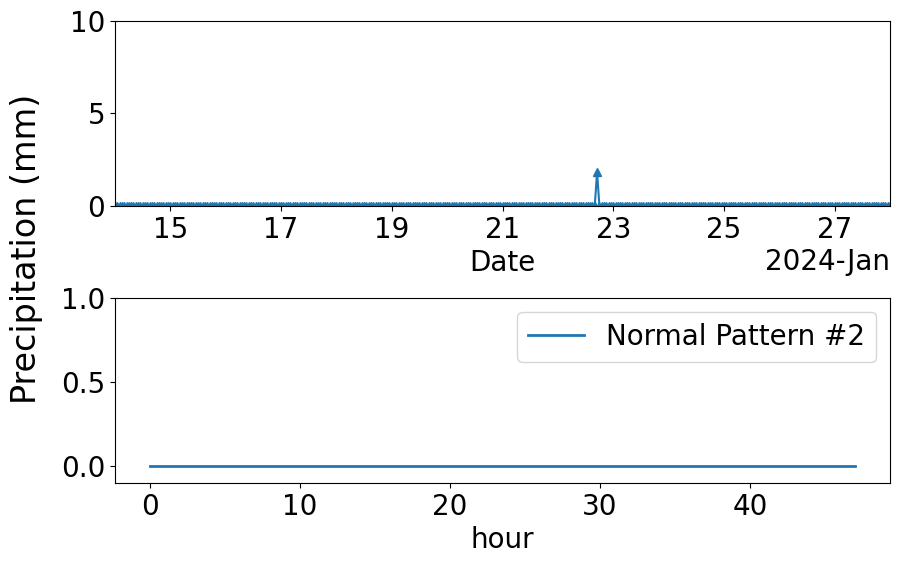 Precipitation (mm)
10
5
0
15 17 19 21 23 25 27
Date
2024-Jan
1.0
0.5
0.0
Normal Pattern #2
0 10 20 30 40
hour